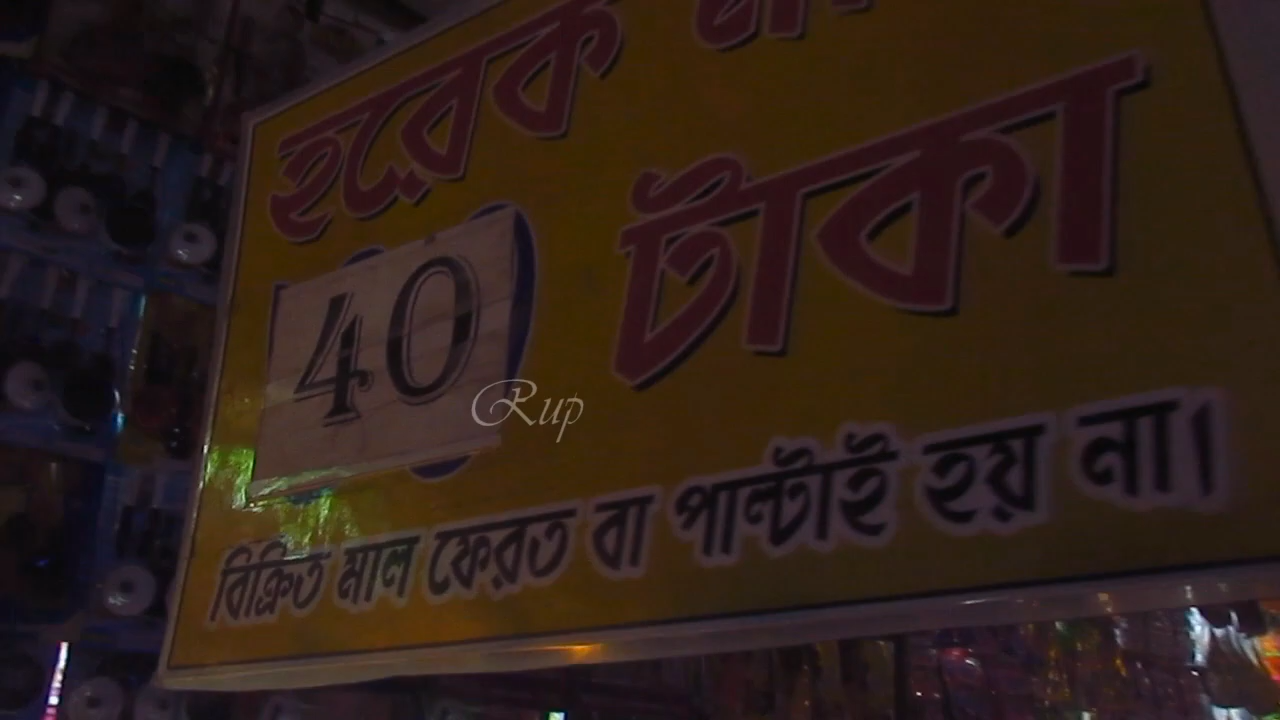 হরেক
40 টাকা
Rup
বিক্রিত মাল ফেরত বা পাল্টাই হয় না।